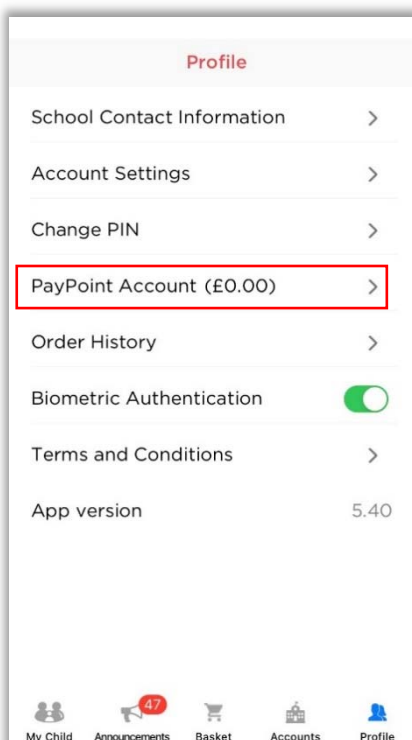 Profile
School Contact Information
Account Settings
Change PIN
PayPoint Account (£0.00)
Order History
Biometric Authentication
Terms and Conditions
App version 5.40
47
My Child Announcements Basket Accounts Profile